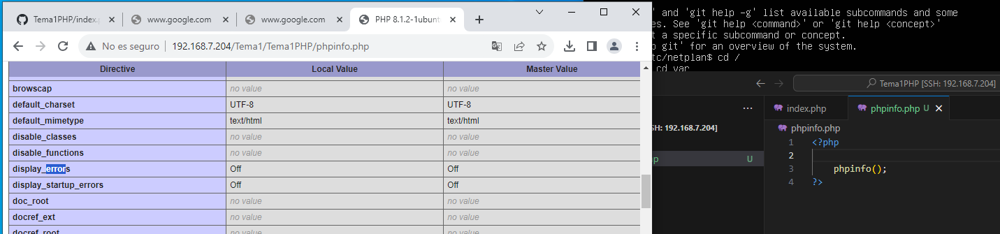 Tema1PHP/index.p
www.google.com
www.google.com
PHP 8.1.2-1ubunt
No es seguro
192.168.7.204/Tema1/Tema1PHP/phpinfo.php
Directive Local Value Master Value
browscap no value no value
default_charset UTF-8 UTF-8
default_mimetype text/html text/html
disable_classes no value no value
disable_functions no value no value
display_errors Off Off
display_startup_errors Off Off
doc_root no value no value
docref_ext no value no value
docref_root no value no value
' and 'git help -g' list available subcommands and some
es. See 'git help <command>' or 'git help <concept>'
t a specific subcommand or concept.
git' for an overview of the system.
tc/netplan$ cd /
cd var
Tema1PHP [SSH: 192.168.7.204]
index.php
phpinfo.php U
SH: 192.168.7.204]
phpinfo.php
p U
1 <?php
2
3 phpinfo();
4 ?>